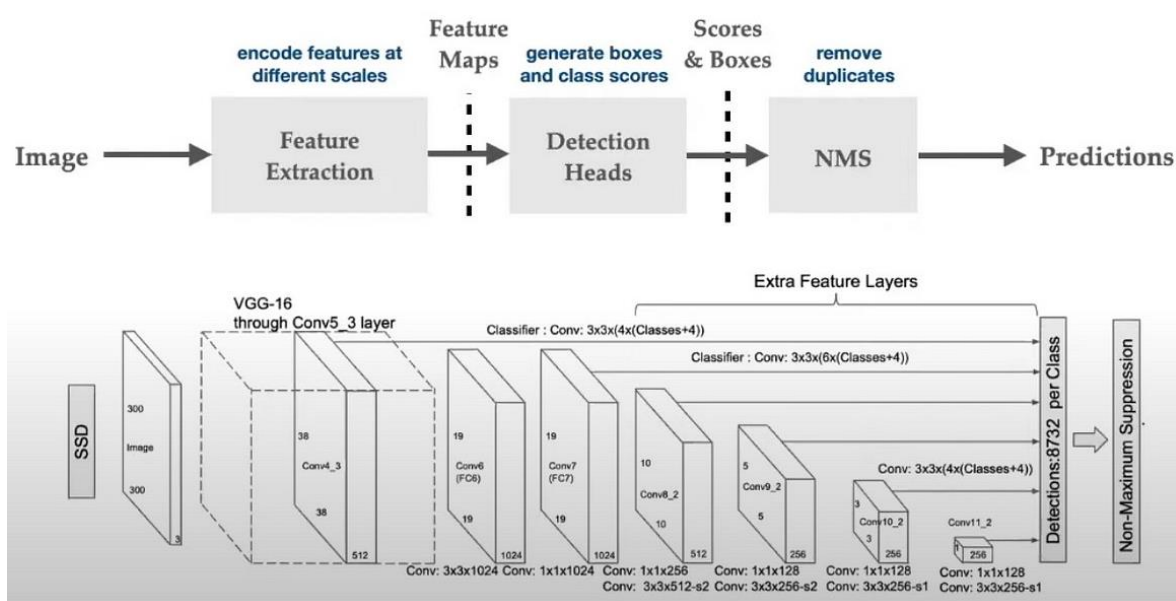 encode features at
different scales
Feature
Maps
generate boxes
and class scores
Scores
& Boxes
remove
duplicates
Image
Feature
Extraction
Detection
Heads
NMS
Predictions
Extra Feature Layers
VGG-16
through Conv5_3 layer
Classifier : Conv: 3x3x(4x(Classes+4))
Classifier : Conv: 3x3x(6x(Classes+4))
SSD
300
Image
300
3
38
Conv4_3
38
512
19
Conv6
(FC6)
19
1024
19
Conv7
(FC7)
19
1024
10
Conv8_2
10
512
5
Conv9_2
5
256
Conv: 3x3x(4x(Classes+4))
3
Conv10_2
3
256
Conv11_2
1
256
Detections:8732 per Class
Non-Maximum Suppression
Conv: 3x3x1024
Conv: 1x1x1024
Conv: 1x1x256
Conv: 3x3x512-s2
Conv: 1x1x128
Conv: 3x3x256-s2
Conv: 1x1x128
Conv: 3x3x256-s1
Conv: 1x1x128
Conv: 3x3x256-s1